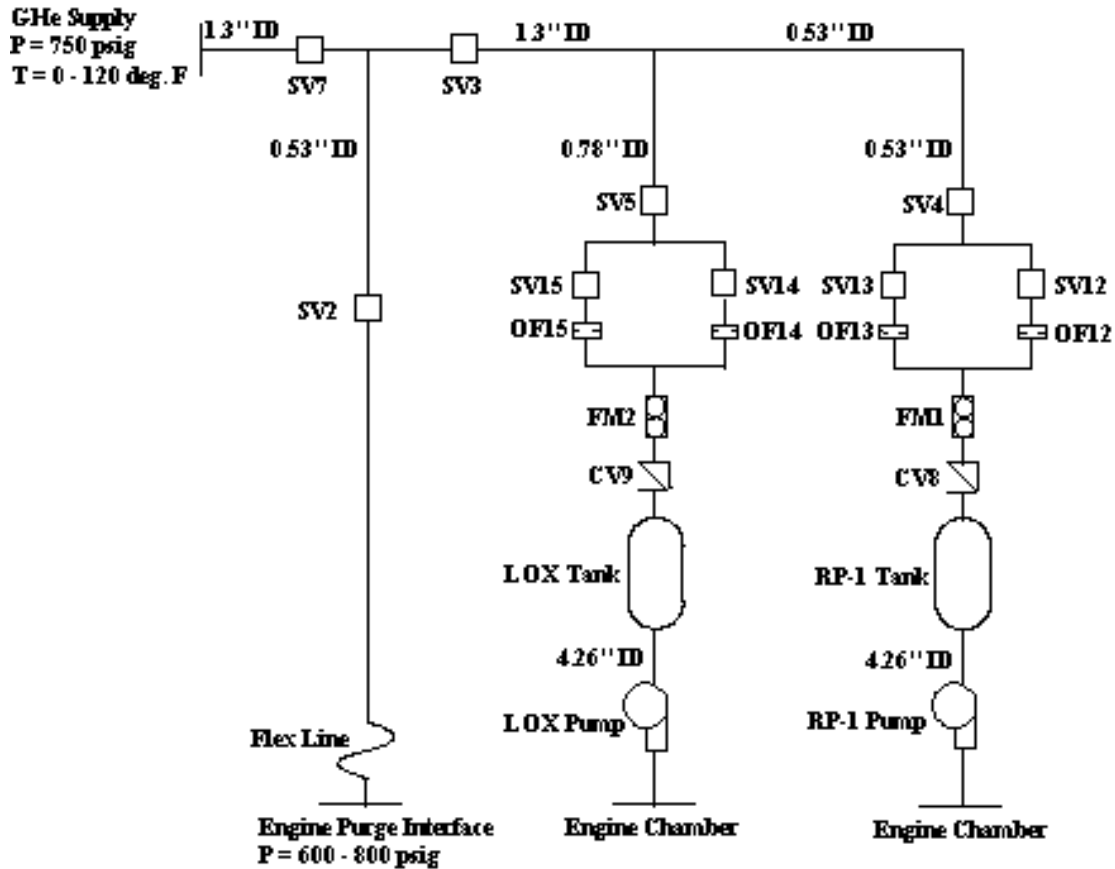 GHe Supply
P = 750 psig
T = 0 - 120 deg. F
1.3" ID
SV7
SV3
1.3" ID
0.53" ID
0.53" ID
0.78" ID
0.53" ID
SV5
SV4
SV2
SV15
SV14
SV13
SV12
OF15
OF14
OF13
OF12
FM2
FM1
CV9
CV8
LOX Tank
RP-1 Tank
4.26" ID
4.26" ID
LOX Pump
RP-1 Pump
Flex Line
Engine Purge Interface
P = 600 - 800 psig
Engine Chamber
Engine Chamber